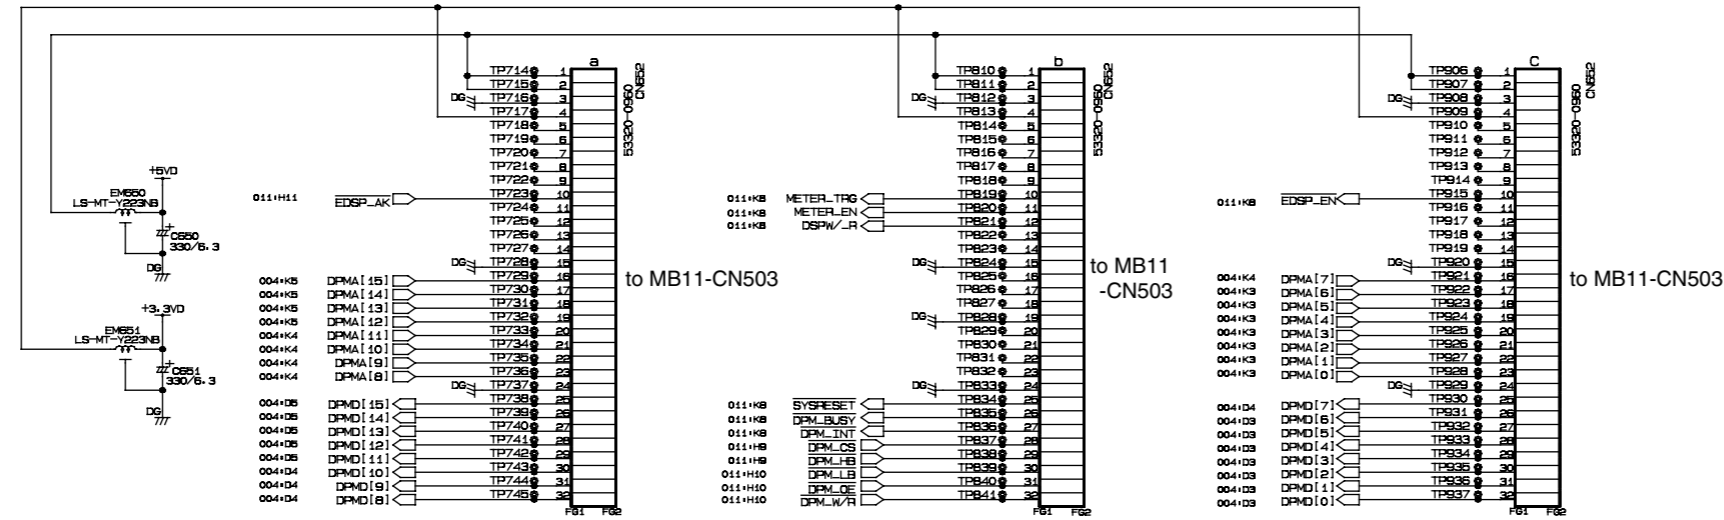 +5VD
EM650
LS-MT-Y223NB
C650
330/6.3
DG
+3.3VD
EM651
LS-MT-Y223NB
C651
330/6.3
DG
a
CN652
53320-0960
TP714 1
TP715 2
DG TP716 3
TP717 4
TP718 5
TP719 6
TP720 7
TP721 8
TP722 9
011:H11 EDSP_AK TP723 10
TP724 11
TP725 12
TP726 13
TP727 14
DG TP728 15
004:K5 DPMA[15] TP729 16
004:K5 DPMA[14] TP730 17
004:K5 DPMA[13] TP731 18
004:K5 DPMA[12] TP732 19
004:K4 DPMA[11] TP733 20
004:K4 DPMA[10] TP734 21
004:K4 DPMA[9] TP735 22
004:K4 DPMA[8] TP736 23
DG TP737 24
004:D5 DPMD[15] TP738 25
004:D5 DPMD[14] TP739 26
004:D5 DPMD[13] TP740 27
004:D5 DPMD[12] TP741 28
004:D5 DPMD[11] TP742 29
004:D4 DPMD[10] TP743 30
004:D4 DPMD[9] TP744 31
004:D4 DPMD[8] TP745 32
FG1 FG2
to MB11-CN503
b
CN652
53320-0960
TP810 1
TP811 2
DG TP812 3
TP813 4
TP814 5
TP815 6
TP816 7
TP817 8
TP818 9
011:K8 METER_TRG TP819 10
011:K8 METER_EN TP820 11
011:K8 DSPW/_R TP821 12
TP822 13
TP823 14
DG TP824 15
TP825 16
TP826 17
TP827 18
DG TP828 19
TP829 20
TP830 21
TP831 22
TP832 23
DG TP833 24
011:K9 SYSRESET TP834 25
011:K9 DPM_BUSY TP835 26
011:K9 DPM_INT TP836 27
011:H9 DPM_CS TP837 28
011:H9 DPM_HB TP838 29
011:H10 DPM_LB TP839 30
011:H10 DPM_OE TP840 31
011:H10 DPM_W/R TP841 32
FG1 FG2
to MB11
-CN503
c
CN652
53320-0960
TP906 1
TP907 2
DG TP908 3
TP909 4
TP910 5
TP911 6
TP912 7
TP913 8
TP914 9
011:K8 EDSP_EN TP915 10
TP916 11
TP917 12
TP918 13
TP919 14
DG TP920 15
004:K4 DPMA[7] TP921 16
004:K3 DPMA[6] TP922 17
004:K3 DPMA[5] TP923 18
004:K3 DPMA[4] TP924 19
004:K3 DPMA[3] TP925 20
004:K3 DPMA[2] TP926 21
004:K3 DPMA[1] TP927 22
004:K3 DPMA[0] TP928 23
DG TP929 24
004:D4 DPMD[7] TP930 25
004:D3 DPMD[6] TP931 26
004:D3 DPMD[5] TP932 27
004:D3 DPMD[4] TP933 28
004:D3 DPMD[3] TP934 29
004:D3 DPMD[2] TP935 30
004:D3 DPMD[1] TP936 31
004:D3 DPMD[0] TP937 32
FG1 FG2
to MB11-CN503